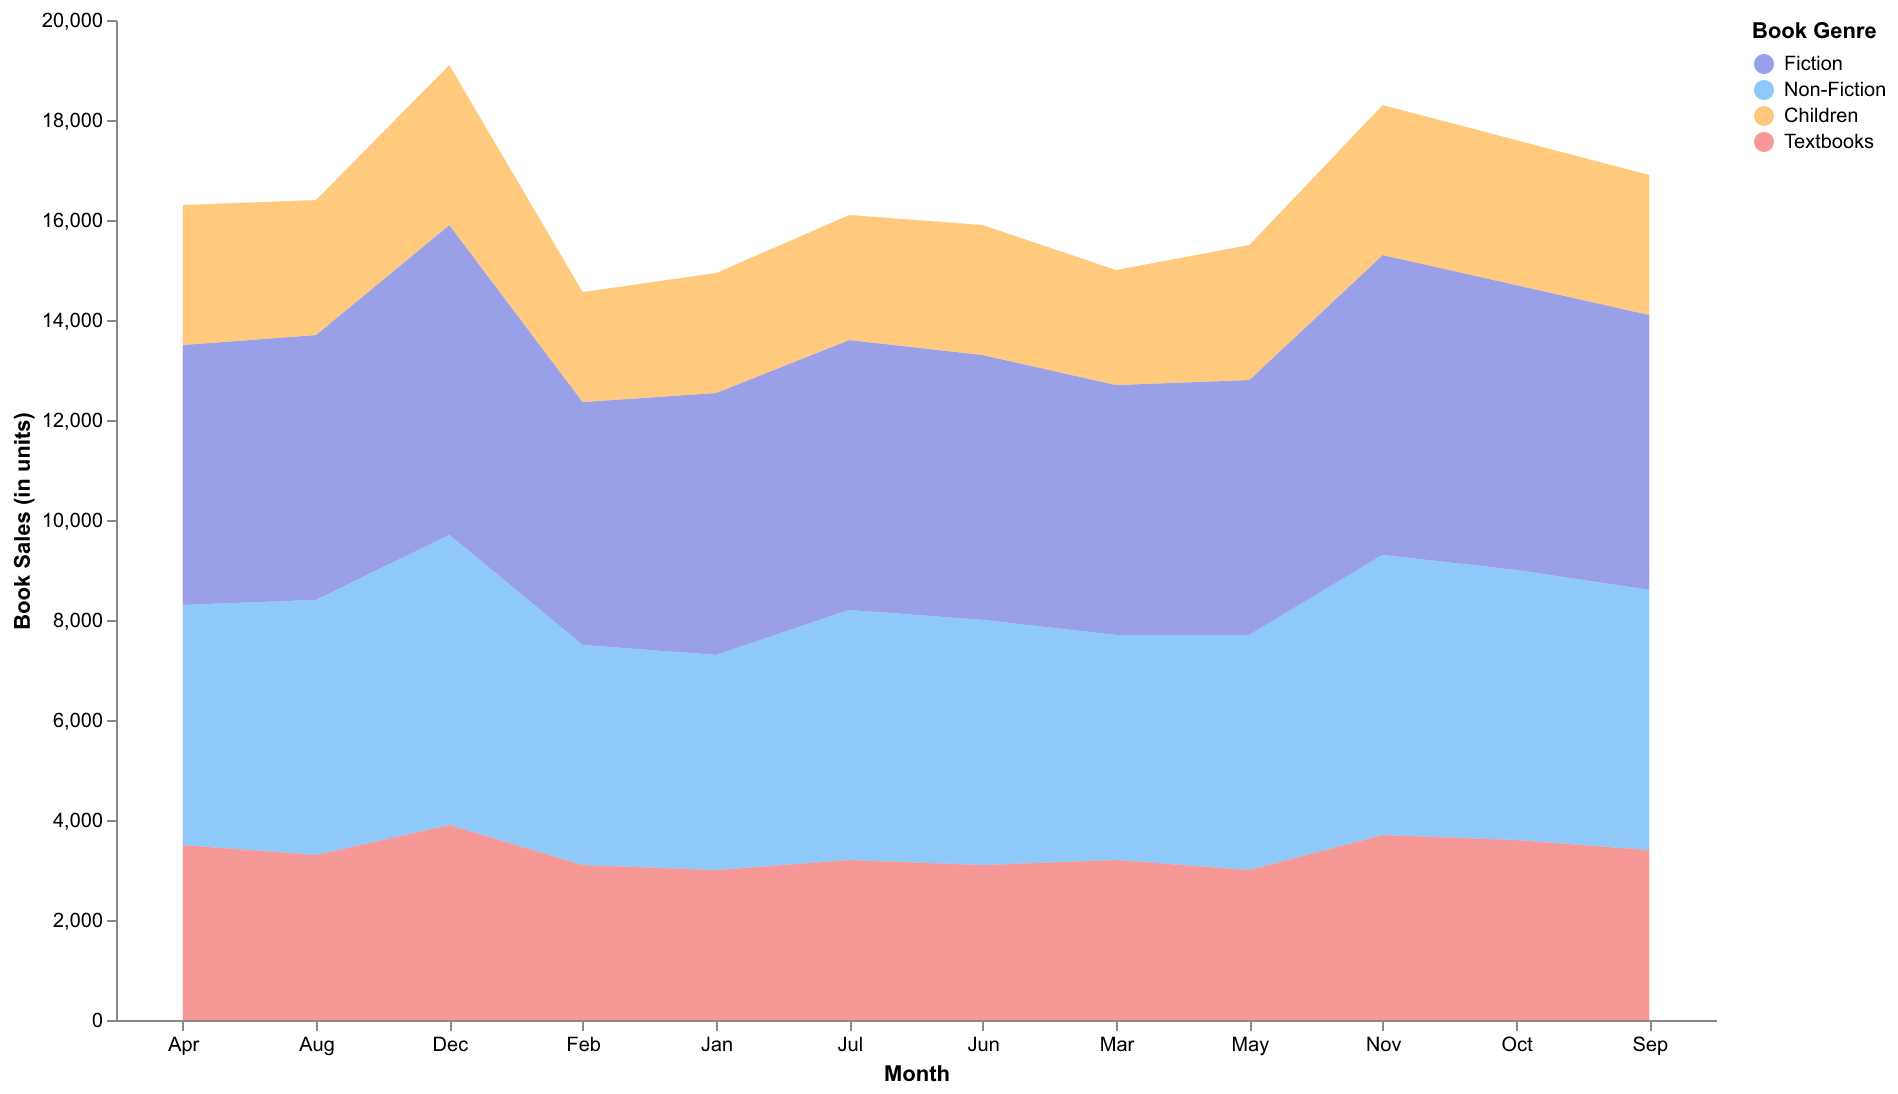 20,000
18,000
16,000
14,000
12,000
10,000
8,000
6,000
4,000
2,000
0
Book Sales (in units)
Apr Aug Dec Feb Jan Jul Jun Mar May Nov Oct Sep
Month
Book Genre
Fiction
Non-Fiction
Children
Textbooks